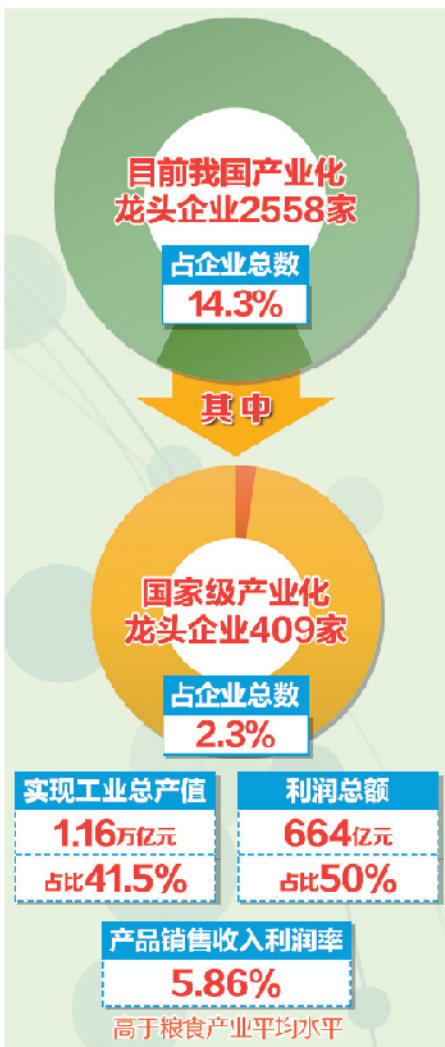 目前我国产业化
龙头企业2558家
占企业总数
14.3%
其中
国家级产业化
龙头企业409家
占企业总数
2.3%
实现工业总产值
1.16万亿元
占比41.5%
利润总额
664亿元
占比50%
产品销售收入利润率
5.86%
高于粮食产业平均水平